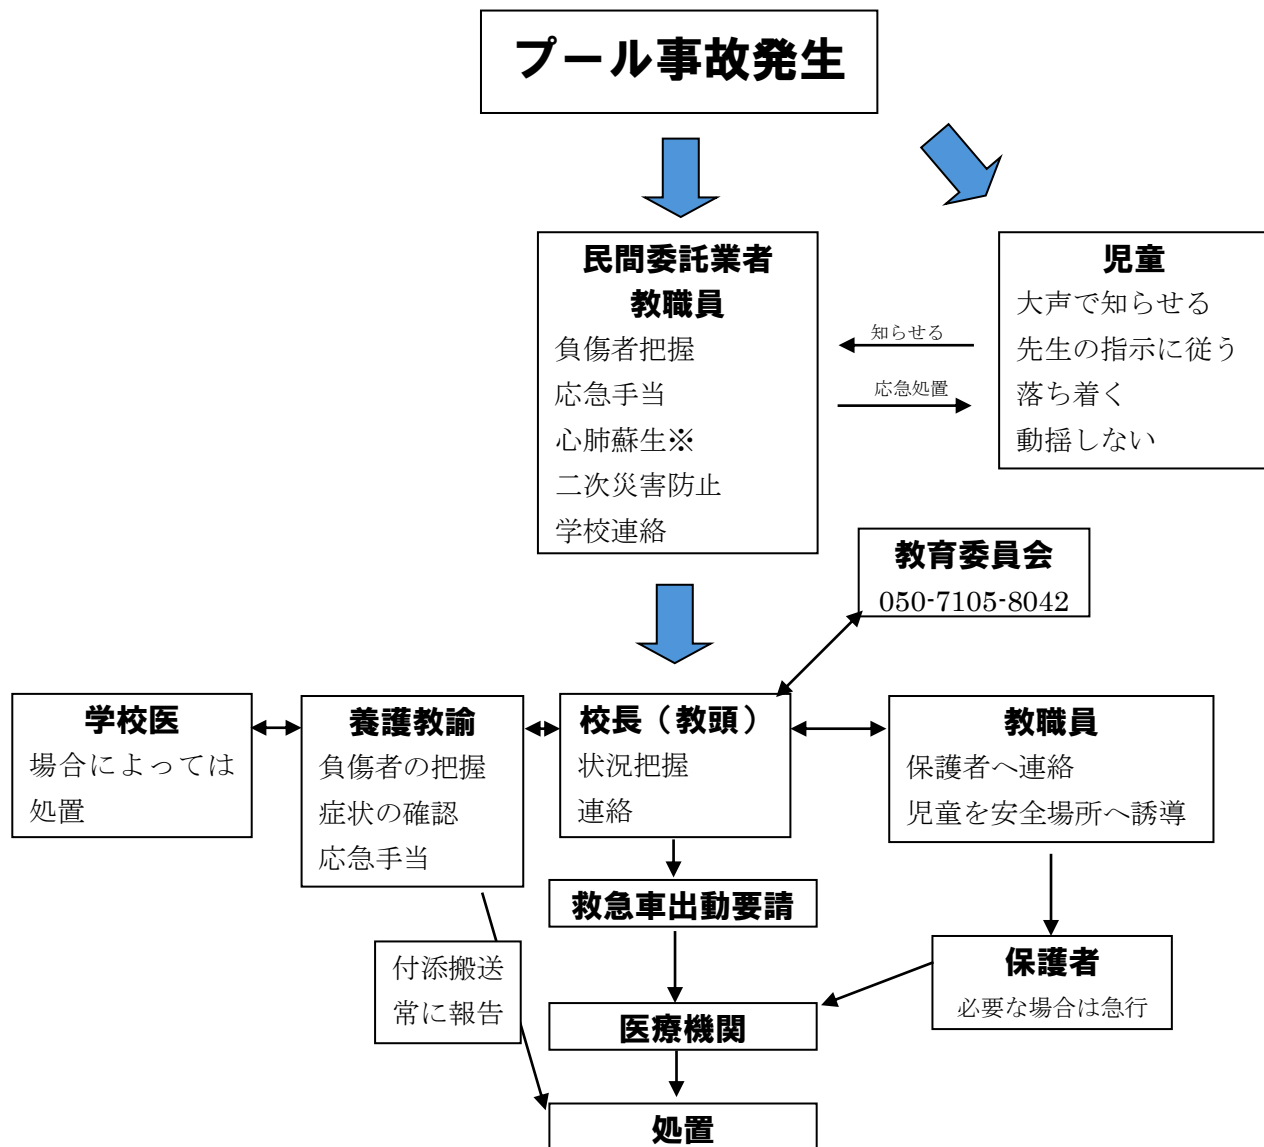 プール事故発生
民間委託業者
教職員
負傷者把握
応急手当
心肺蘇生※
二次災害防止
学校連絡
知らせる
応急処置
児童
大声で知らせる
先生の指示に従う
落ち着く
動揺しない
教育委員会
050-7105-8042
学校医
場合によっては
処置
養護教諭
負傷者の把握
症状の確認
応急手当
校長（教頭）
状況把握
連絡
教職員
保護者へ連絡
児童を安全場所へ誘導
救急車出動要請
付添搬送
常に報告
保護者
必要な場合は急行
医療機関
処置